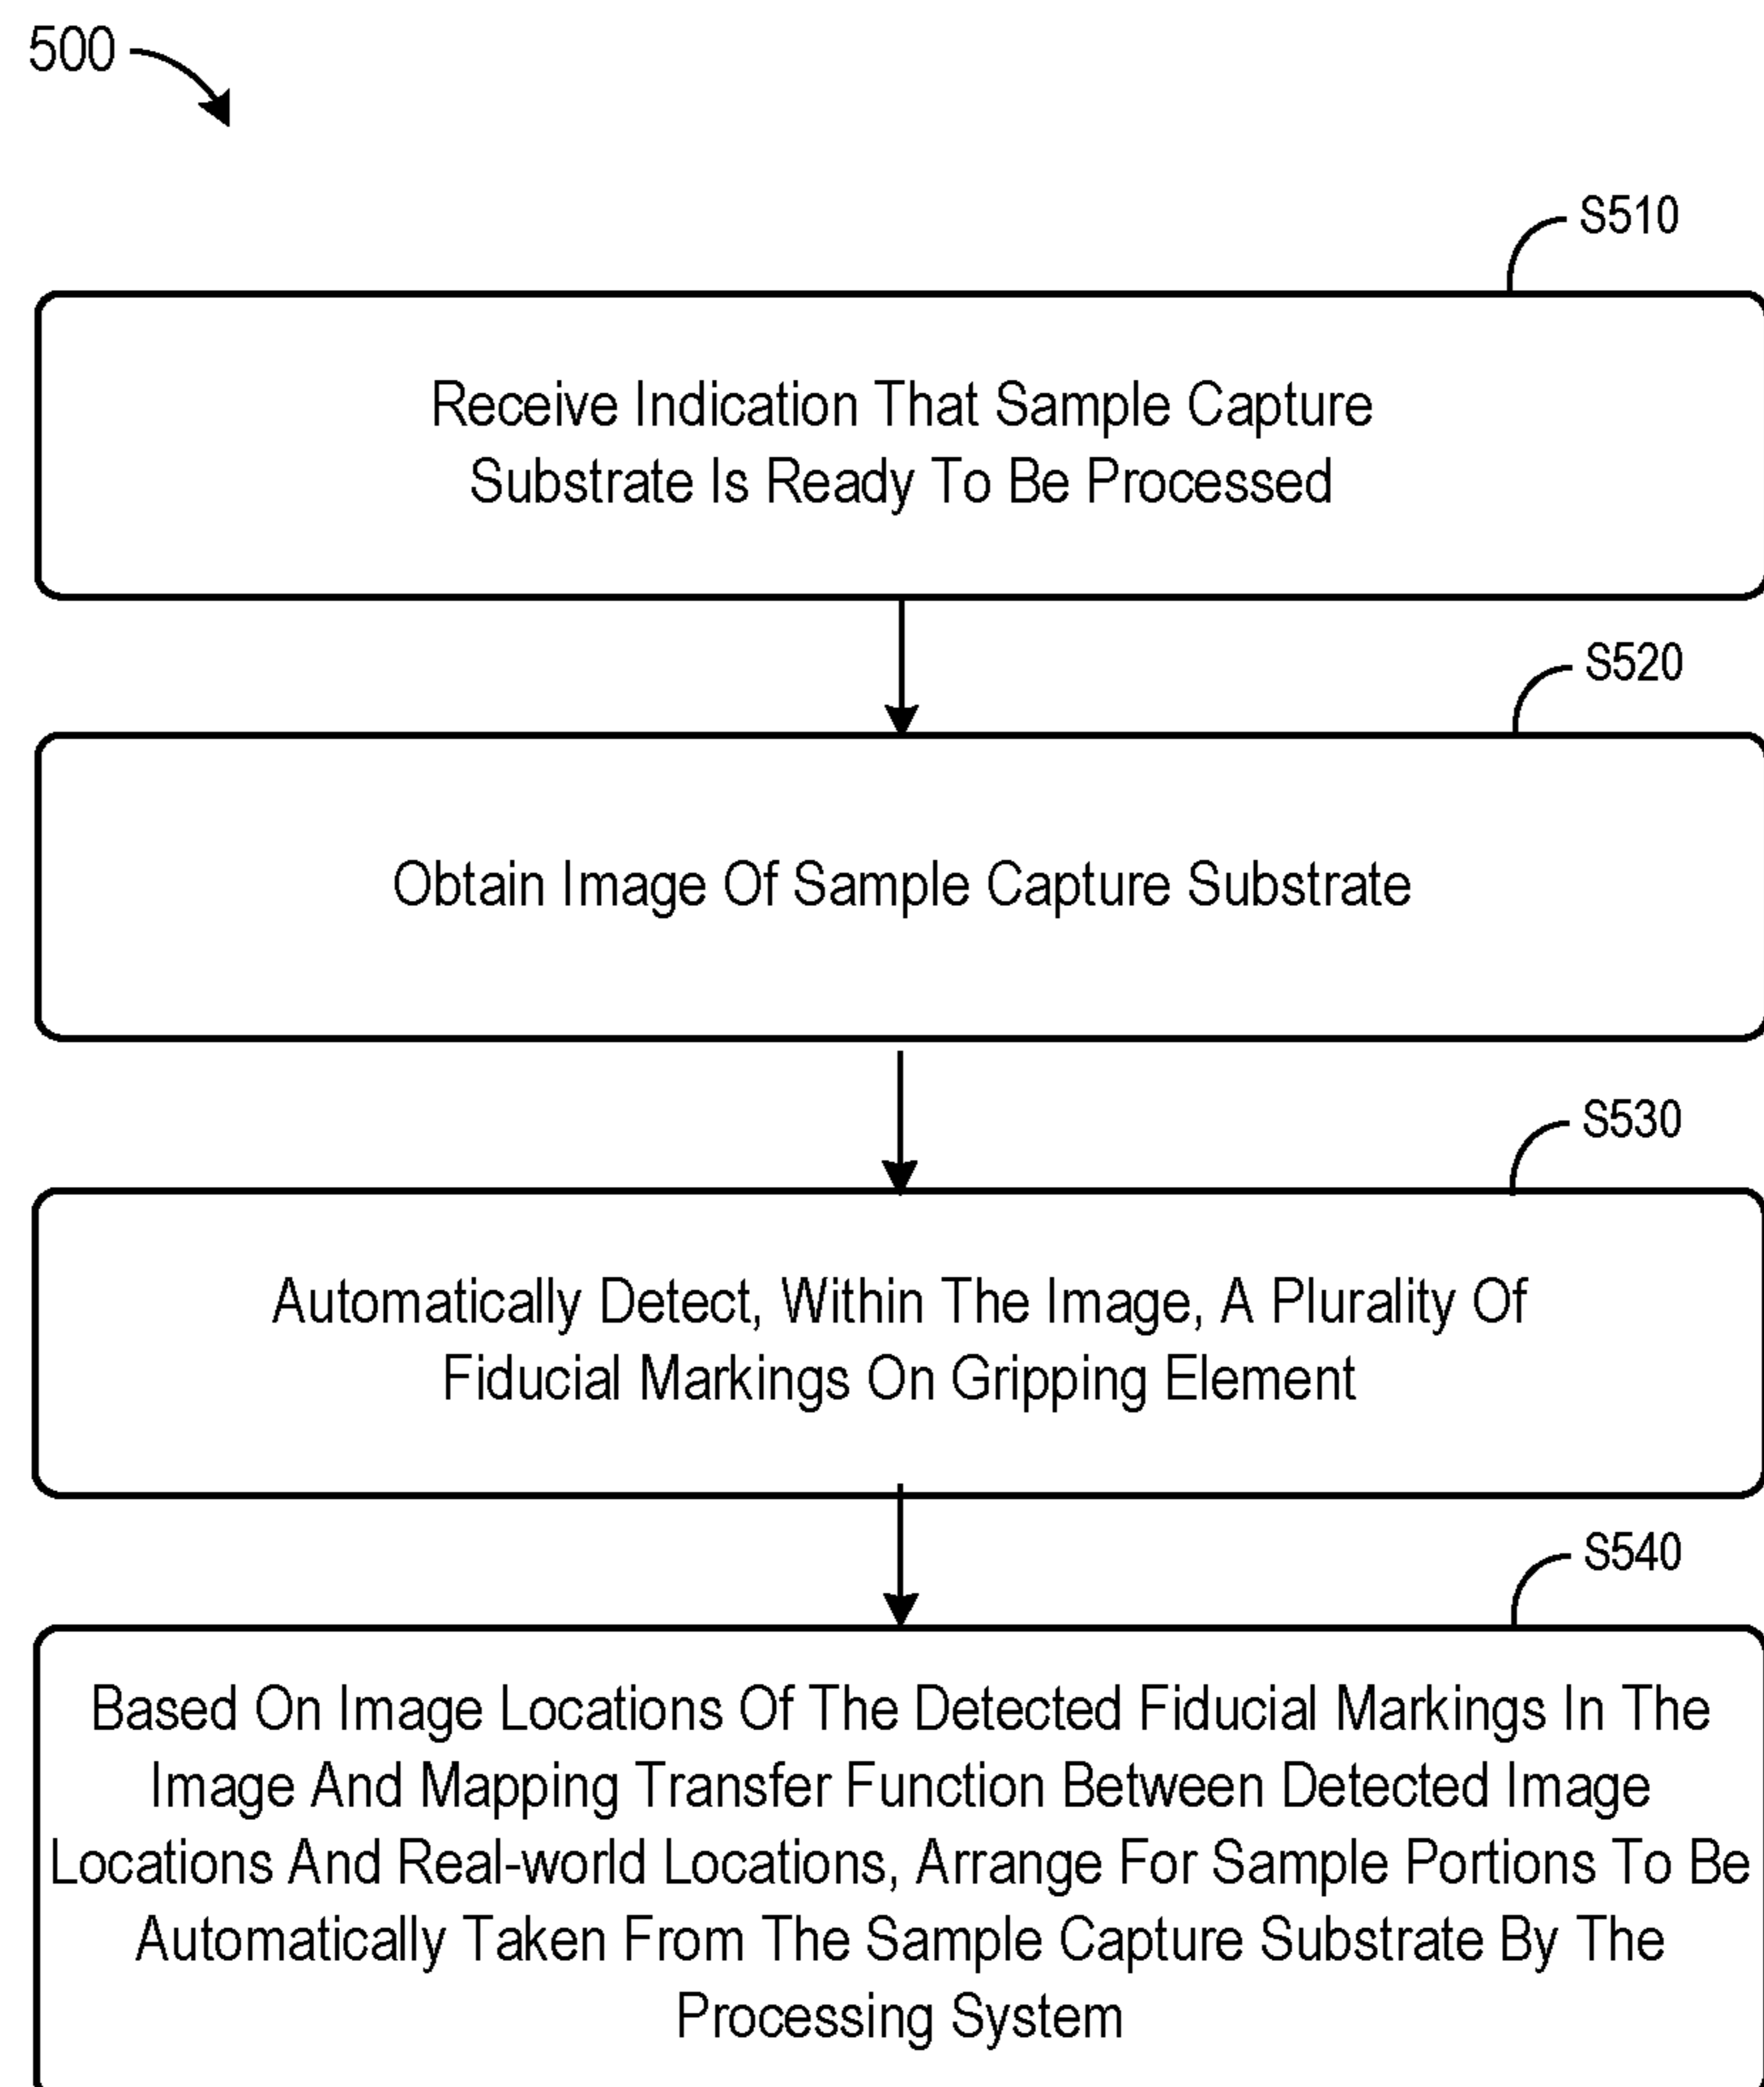 500
S510
Receive Indication That Sample Capture
Substrate Is Ready To Be Processed
S520
Obtain Image Of Sample Capture Substrate
S530
Automatically Detect, Within The Image, A Plurality Of
Fiducial Markings On Gripping Element
S540
Based On Image Locations Of The Detected Fiducial Markings In The
Image And Mapping Transfer Function Between Detected Image
Locations And Real-world Locations, Arrange For Sample Portions To Be
Automatically Taken From The Sample Capture Substrate By The
Processing System